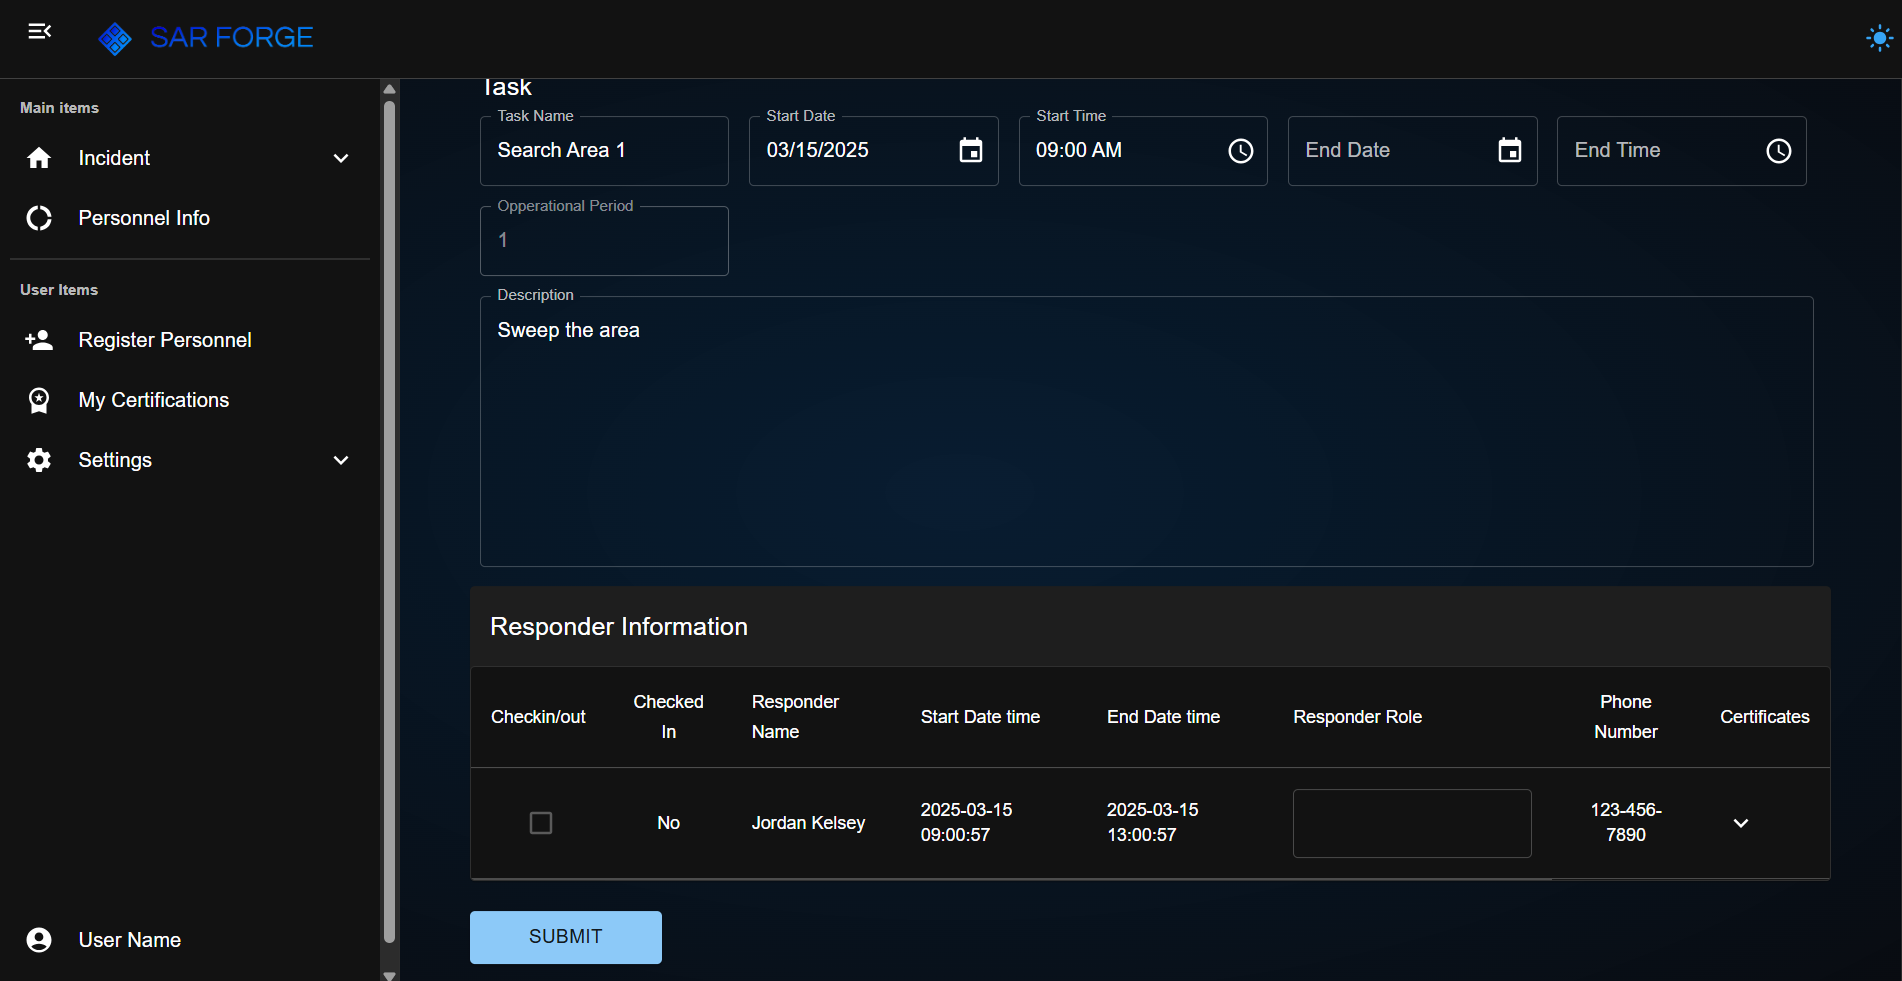 SAR FORGE
Main items
Incident
Personnel Info
User Items
Register Personnel
My Certifications
Settings
User Name
Task
Task Name
Search Area 1
Start Date
03/15/2025
Start Time
09:00 AM
End Date
End Time
Opperational Period
1
Description
Sweep the area
Responder Information
Checkin/out
Checked
In
Responder
Name
Start Date time
End Date time
Responder Role
Phone
Number
Certificates
No
Jordan Kelsey
2025-03-15
09:00:57
2025-03-15
13:00:57
123-456-
7890
SUBMIT